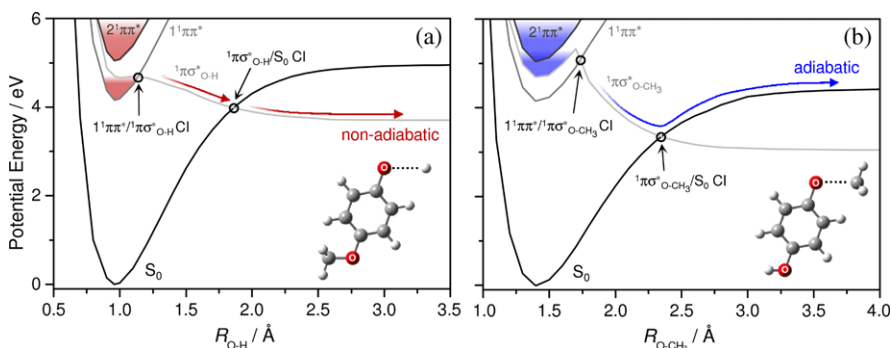 6
5
4
3
2
1
0
Potential Energy / eV
2¹ππ*
1¹ππ*
(a)
¹πσ*O-H
¹πσ*O-H/S₀ CI
1¹ππ*/¹πσ*O-H CI
non-adiabatic
O
O
S₀
0.5 1.0 1.5 2.0 2.5 3.0 3.5
R O-H / Å
2¹ππ*
1¹ππ*
(b)
¹πσ*O-CH₃
adiabatic
1¹ππ*/¹πσ*O-CH₃ CI
¹πσ*O-CH₃/S₀ CI
O
O
S₀
1.0 1.5 2.0 2.5 3.0 3.5 4.0
R O-CH₃ / Å